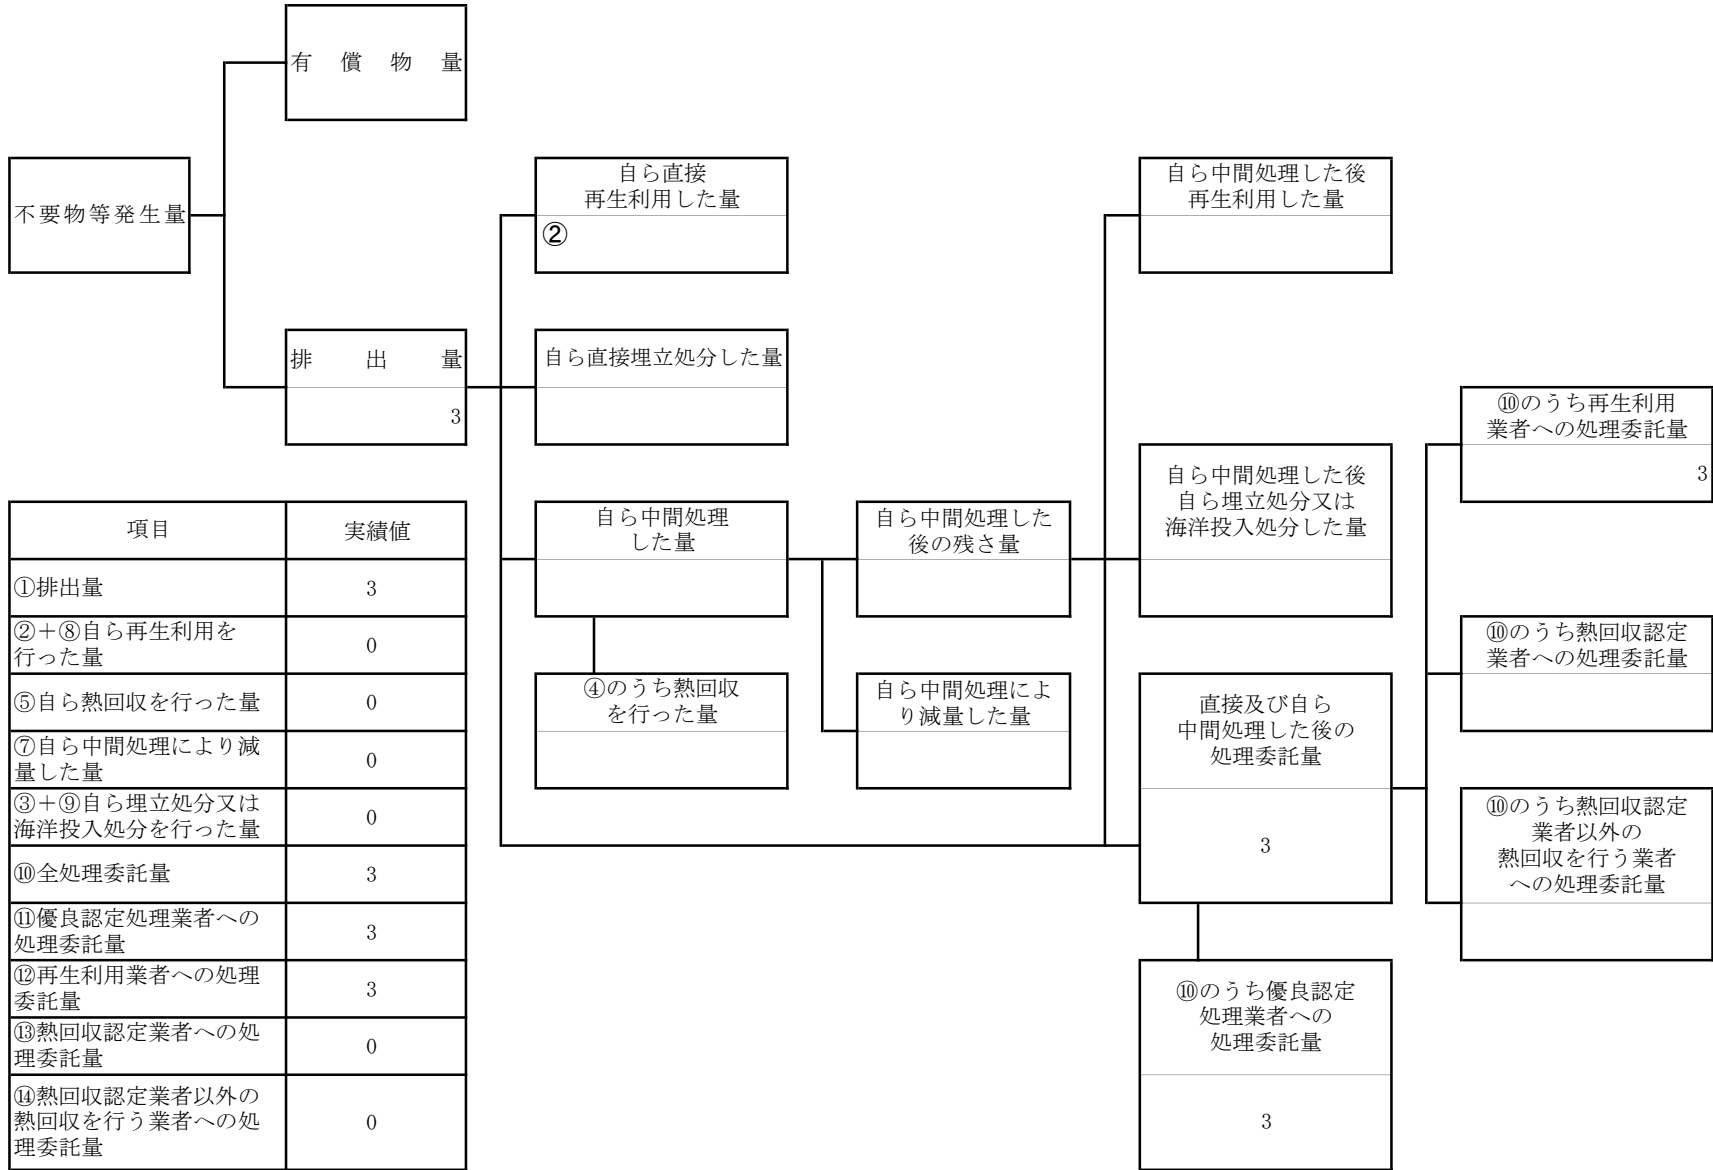 有償物量
不要物等発生量
自ら直接
再生利用した量
②
自ら中間処理した後
再生利用した量
排出量
3
自ら直接埋立処分した量
⑩のうち再生利用
業者への処理委託量
3
自ら中間処理した後
自ら埋立処分又は
海洋投入処分した量
自ら中間処理
した量
自ら中間処理した
後の残さ量
⑩のうち熱回収認定
業者への処理委託量
④のうち熱回収
を行った量
自ら中間処理によ
り減量した量
直接及び自ら
中間処理した後の
処理委託量
3
⑩のうち熱回収認定
業者以外の
熱回収を行う業者
への処理委託量
⑩のうち優良認定
処理業者への
処理委託量
3
項目 実績値
①排出量 3
②+⑧自ら再生利用を
行った量 0
⑤自ら熱回収を行った量 0
⑦自ら中間処理により減
量した量 0
③+⑨自ら埋立処分又は
海洋投入処分を行った量 0
⑩全処理委託量 3
⑪優良認定処理業者への
処理委託量 3
⑫再生利用業者への処理
委託量 3
⑬熱回収認定業者への処
理委託量 0
⑭熱回収認定業者以外の
熱回収を行う業者への処
理委託量 0